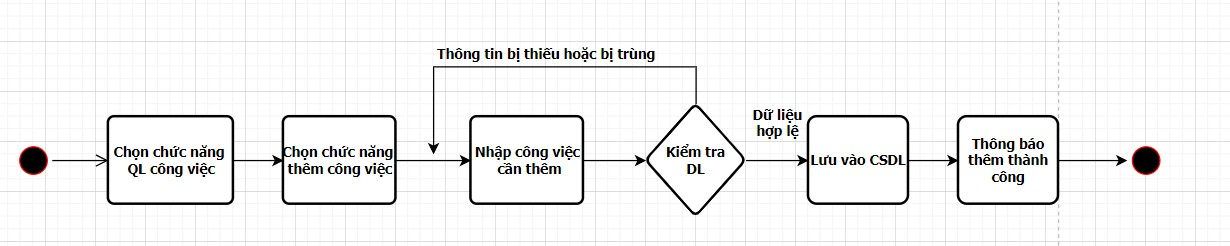 Thông tin bị thiếu hoặc bị trùng
Chọn chức năng
QL công việc
Chọn chức năng
thêm công việc
Nhập công việc
cần thêm
Kiểm tra
DL
Dữ liệu
hợp lệ
Lưu vào CSDL
Thông báo
thêm thành
công